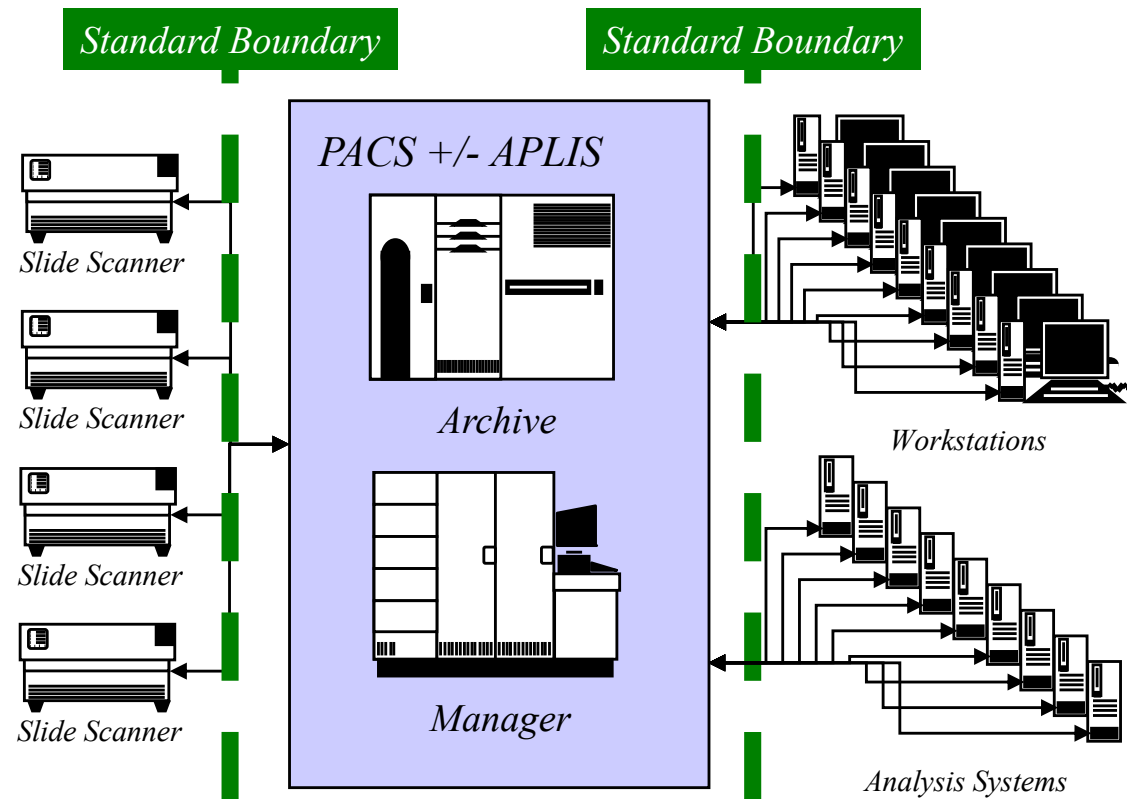 Standard Boundary
Standard Boundary
PACS +/- APLIS
Slide Scanner
Slide Scanner
Slide Scanner
Slide Scanner
Archive
Manager
Workstations
Analysis Systems